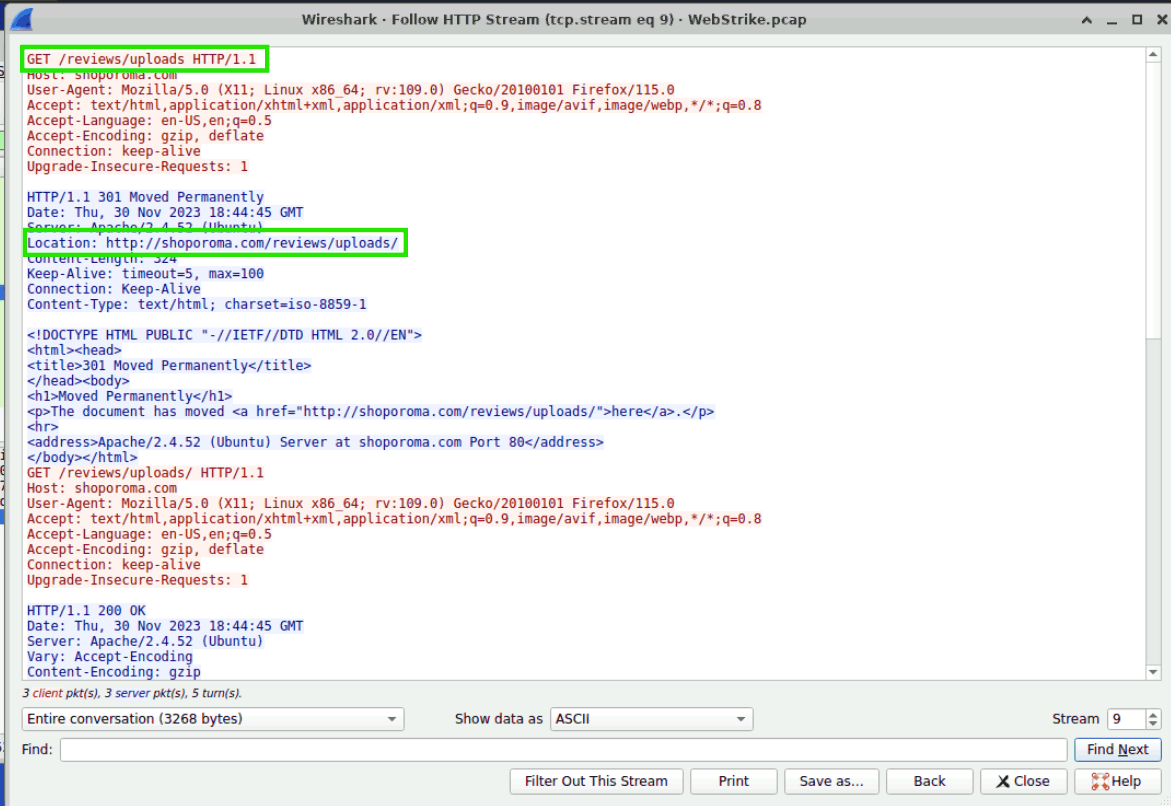 Wireshark · Follow HTTP Stream (tcp.stream eq 9) · WebStrike.pcap
GET /reviews/uploads HTTP/1.1
Host: shoporoma.com
User-Agent: Mozilla/5.0 (X11; Linux x86_64; rv:109.0) Gecko/20100101 Firefox/115.0
Accept: text/html,application/xhtml+xml,application/xml;q=0.9,image/avif,image/webp,*/*;q=0.8
Accept-Language: en-US,en;q=0.5
Accept-Encoding: gzip, deflate
Connection: keep-alive
Upgrade-Insecure-Requests: 1
HTTP/1.1 301 Moved Permanently
Date: Thu, 30 Nov 2023 18:44:45 GMT
Server: Apache/2.4.52 (Ubuntu)
Location: http://shoporoma.com/reviews/uploads/
Content-Length: 324
Keep-Alive: timeout=5, max=100
Connection: Keep-Alive
Content-Type: text/html; charset=iso-8859-1
<!DOCTYPE HTML PUBLIC "-//IETF//DTD HTML 2.0//EN">
<html><head>
<title>301 Moved Permanently</title>
</head><body>
<h1>Moved Permanently</h1>
<p>The document has moved <a href="http://shoporoma.com/reviews/uploads/">here</a>.</p>
<hr>
<address>Apache/2.4.52 (Ubuntu) Server at shoporoma.com Port 80</address>
</body></html>
GET /reviews/uploads/ HTTP/1.1
Host: shoporoma.com
User-Agent: Mozilla/5.0 (X11; Linux x86_64; rv:109.0) Gecko/20100101 Firefox/115.0
Accept: text/html,application/xhtml+xml,application/xml;q=0.9,image/avif,image/webp,*/*;q=0.8
Accept-Language: en-US,en;q=0.5
Accept-Encoding: gzip, deflate
Connection: keep-alive
Upgrade-Insecure-Requests: 1
HTTP/1.1 200 OK
Date: Thu, 30 Nov 2023 18:44:45 GMT
Server: Apache/2.4.52 (Ubuntu)
Vary: Accept-Encoding
Content-Encoding: gzip
3 client pkt(s), 3 server pkt(s), 5 turn(s).
Entire conversation (3268 bytes) Show data as ASCII Stream 9
Find: Find Next
Filter Out This Stream Print Save as... Back Close Help